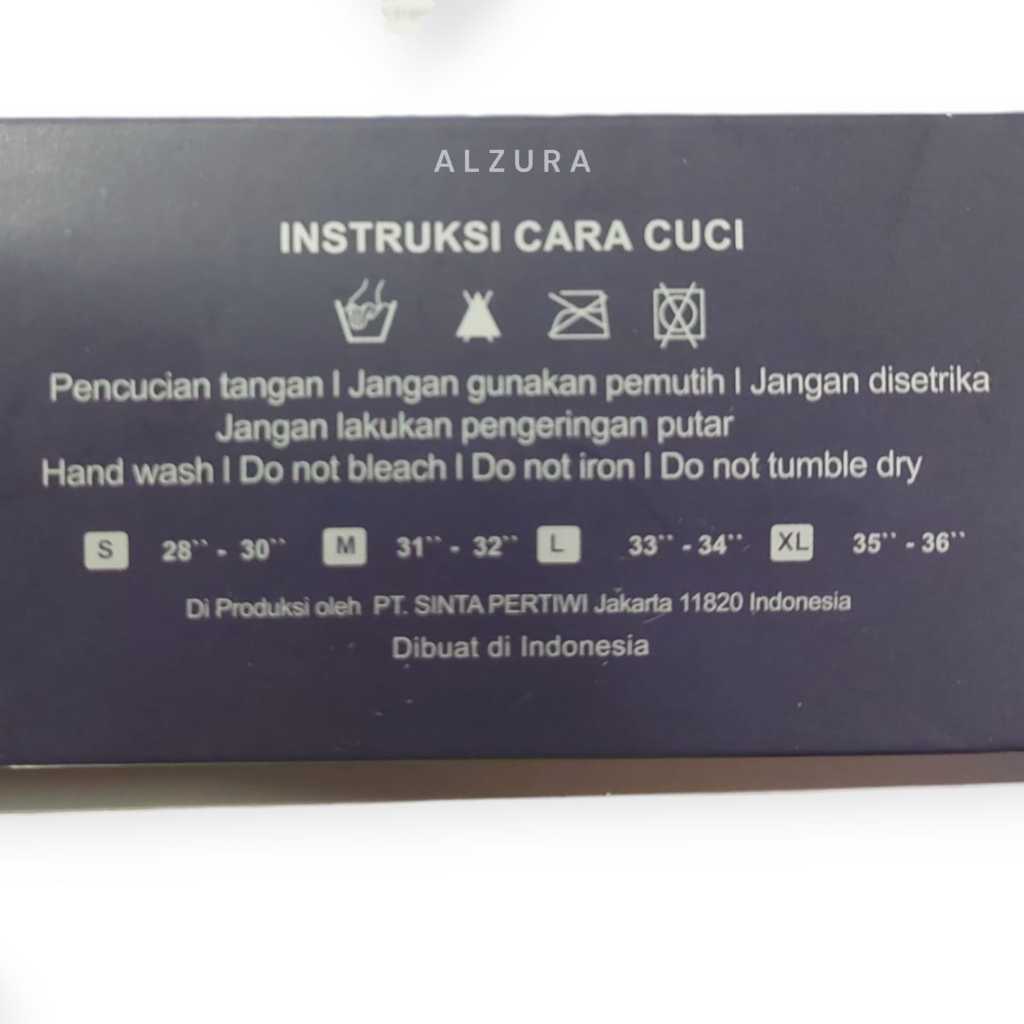 ALZURA
INSTRUKSI CARA CUCI
Pencucian tangan I Jangan gunakan pemutih I Jangan disetrika
Jangan lakukan pengeringan putar
Hand wash I Do not bleach I Do not iron I Do not tumble dry
S 28'' - 30'' M 31'' - 32'' L 33'' - 34'' XL 35'' - 36''
Di Produksi oleh PT. SINTA PERTIWI Jakarta 11820 Indonesia
Dibuat di Indonesia